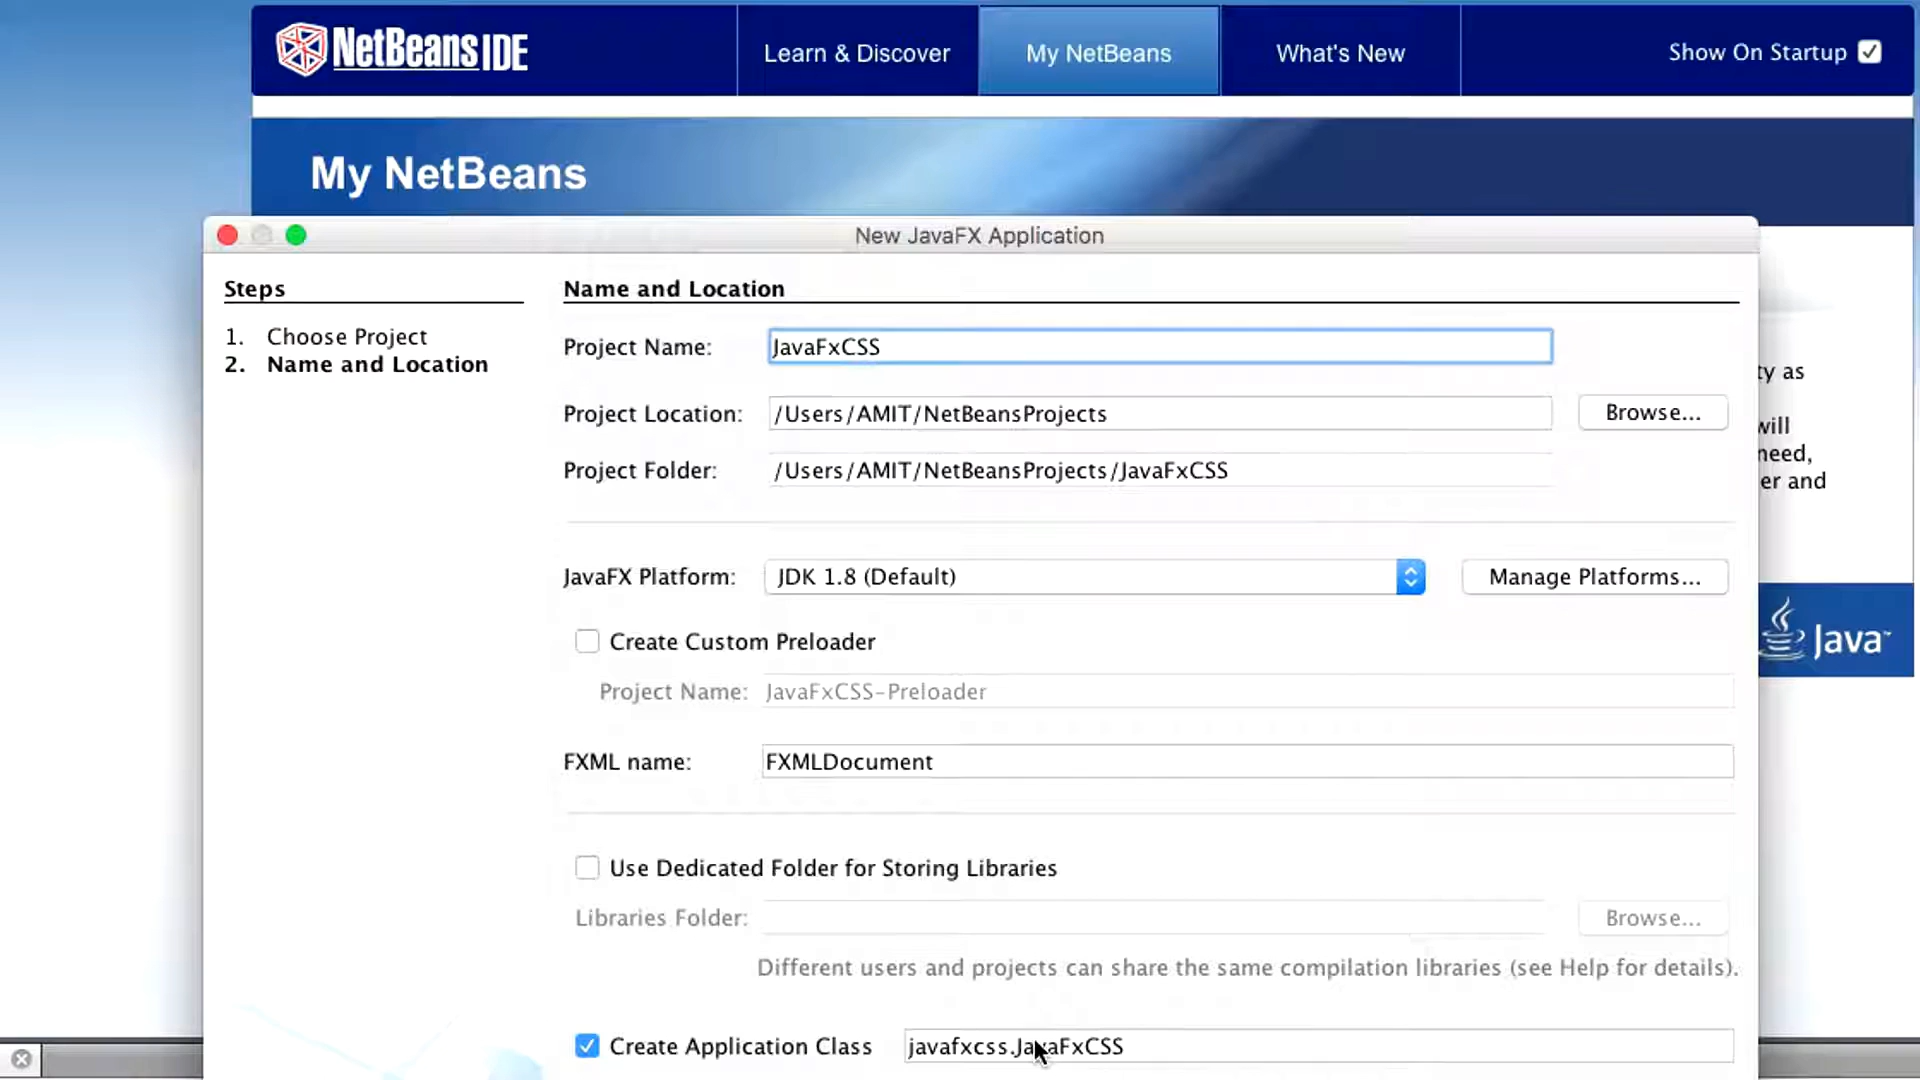 NetBeans IDE
Learn & Discover
My NetBeans
What's New
Show On Startup
My NetBeans
New JavaFX Application
Steps
1. Choose Project
2. Name and Location
Name and Location
Project Name: JavaFxCSS
Project Location: /Users/AMIT/NetBeansProjects
Browse...
Project Folder: /Users/AMIT/NetBeansProjects/JavaFxCSS
JavaFX Platform: JDK 1.8 (Default)
Manage Platforms...
Create Custom Preloader
Project Name: JavaFxCSS-Preloader
FXML name: FXMLDocument
Use Dedicated Folder for Storing Libraries
Libraries Folder:
Browse...
Different users and projects can share the same compilation libraries (see Help for details).
Create Application Class javafxcss.JavaFxCSS
ty as
will
need,
er and
Java™